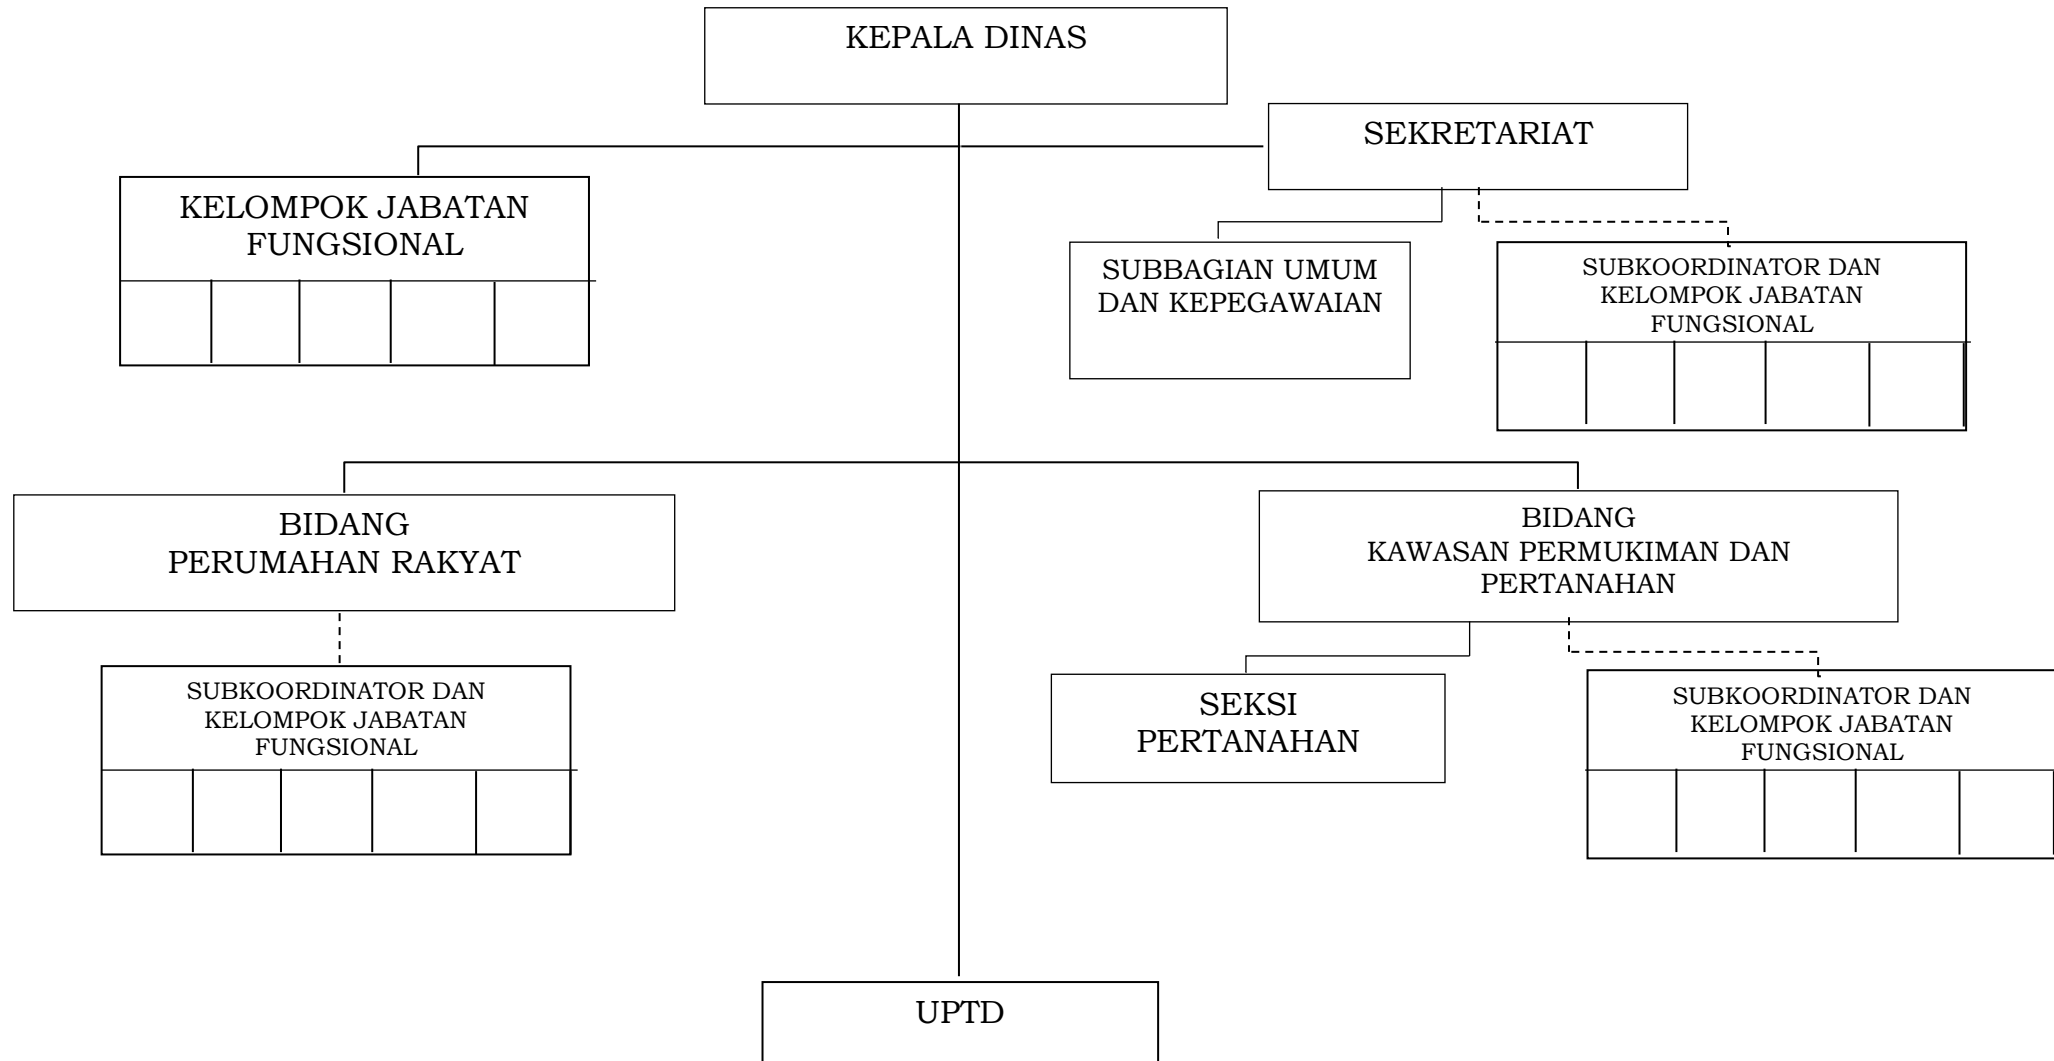 KEPALA DINAS
SEKRETARIAT
KELOMPOK JABATAN
FUNGSIONAL
SUBBAGIAN UMUM
DAN KEPEGAWAIAN
SUBKOORDINATOR DAN
KELOMPOK JABATAN
FUNGSIONAL
BIDANG
PERUMAHAN RAKYAT
BIDANG
KAWASAN PERMUKIMAN DAN
PERTANAHAN
SUBKOORDINATOR DAN
KELOMPOK JABATAN
FUNGSIONAL
SEKSI
PERTANAHAN
SUBKOORDINATOR DAN
KELOMPOK JABATAN
FUNGSIONAL
UPTD